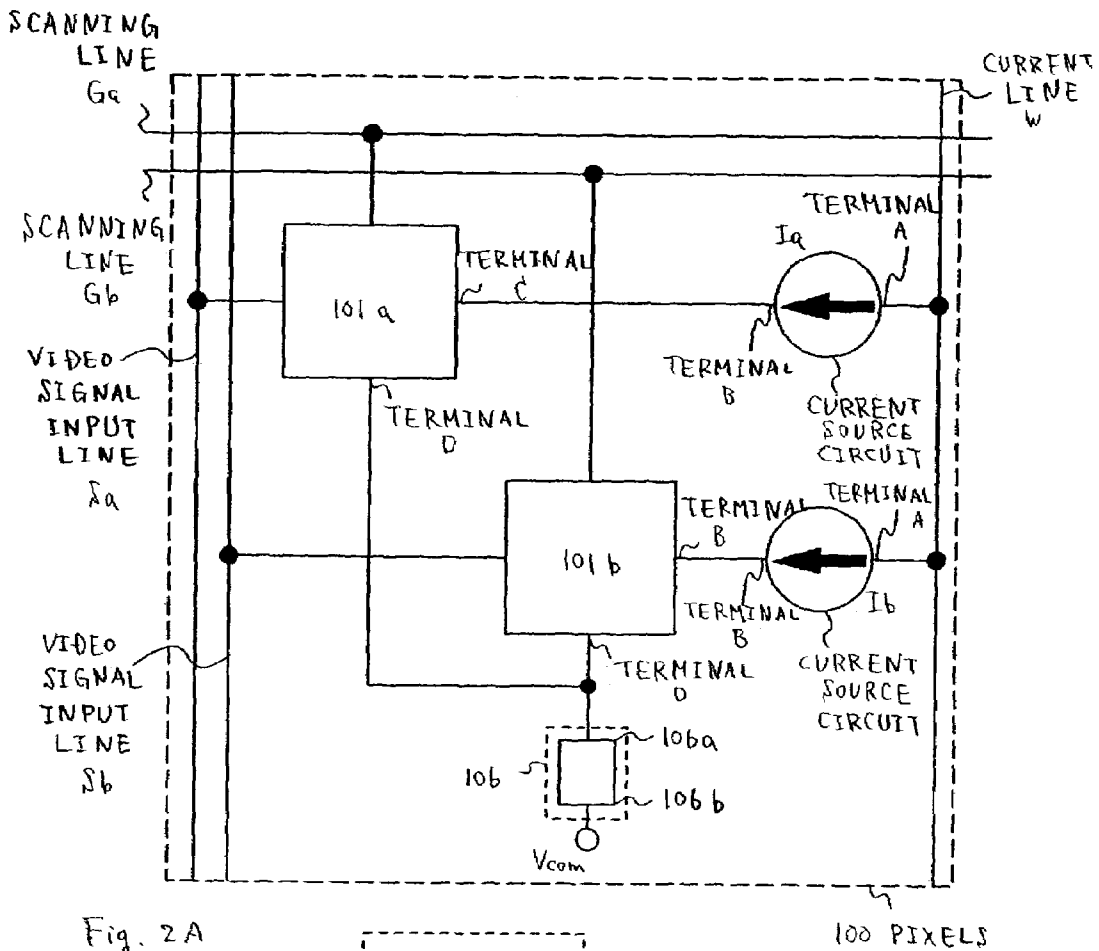 SCANNING
LINE
Ga
CURRENT
LINE
W
SCANNING
LINE
Gb
TERMINAL
A
Ia
TERMINAL
C
101a
TERMINAL
B
CURRENT
SOURCE
CIRCUIT
VIDEO
SIGNAL
INPUT
LINE
Sa
TERMINAL
D
TERMINAL
B
TERMINAL
A
101b
TERMINAL
B
Ib
CURRENT
SOURCE
CIRCUIT
VIDEO
SIGNAL
INPUT
LINE
Sb
TERMINAL
D
106
106a
106b
Vcom
Fig. 2A
100 PIXELS